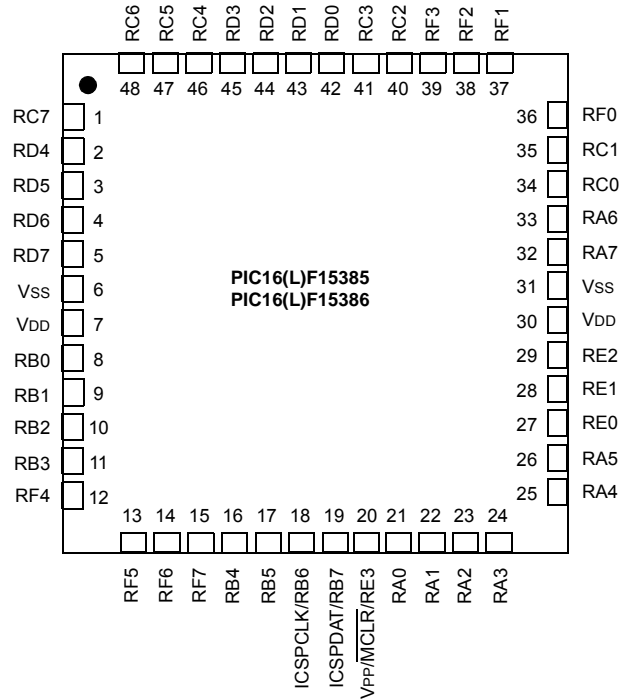 RC6 RC5 RC4 RD3 RD2 RD1 RD0 RC3 RC2 RF3 RF2 RF1
48 47 46 45 44 43 42 41 40 39 38 37
RC7 1 36 RF0
RD4 2 35 RC1
RD5 3 34 RC0
RD6 4 33 RA6
RD7 5 32 RA7
PIC16(L)F15385
PIC16(L)F15386
VSS 6 31 VSS
VDD 7 30 VDD
RB0 8 29 RE2
RB1 9 28 RE1
RB2 10 27 RE0
RB3 11 26 RA5
RF4 12 25 RA4
13 14 15 16 17 18 19 20 21 22 23 24
RF5 RF6 RF7 RB4 RB5 ICSPCLK/RB6 ICSPDAT/RB7 VPP/MCLR/RE3 RA0 RA1 RA2 RA3